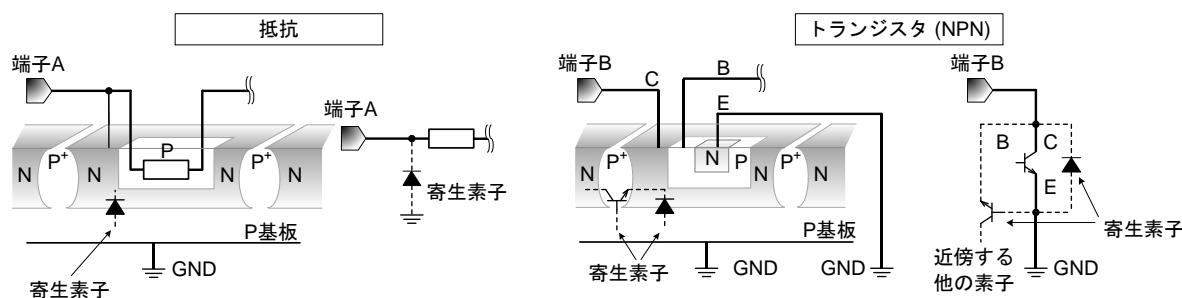 抵抗
トランジスタ (NPN)
端子A
端子A
端子B
C
B
E
端子B
N
P+
N
P
N
P+
N
寄生素子
P基板
GND
寄生素子
N
P+
N
N
P
N
P+
N
P基板
寄生素子
GND
GND
B
C
E
寄生素子
近傍する
他の素子
GND